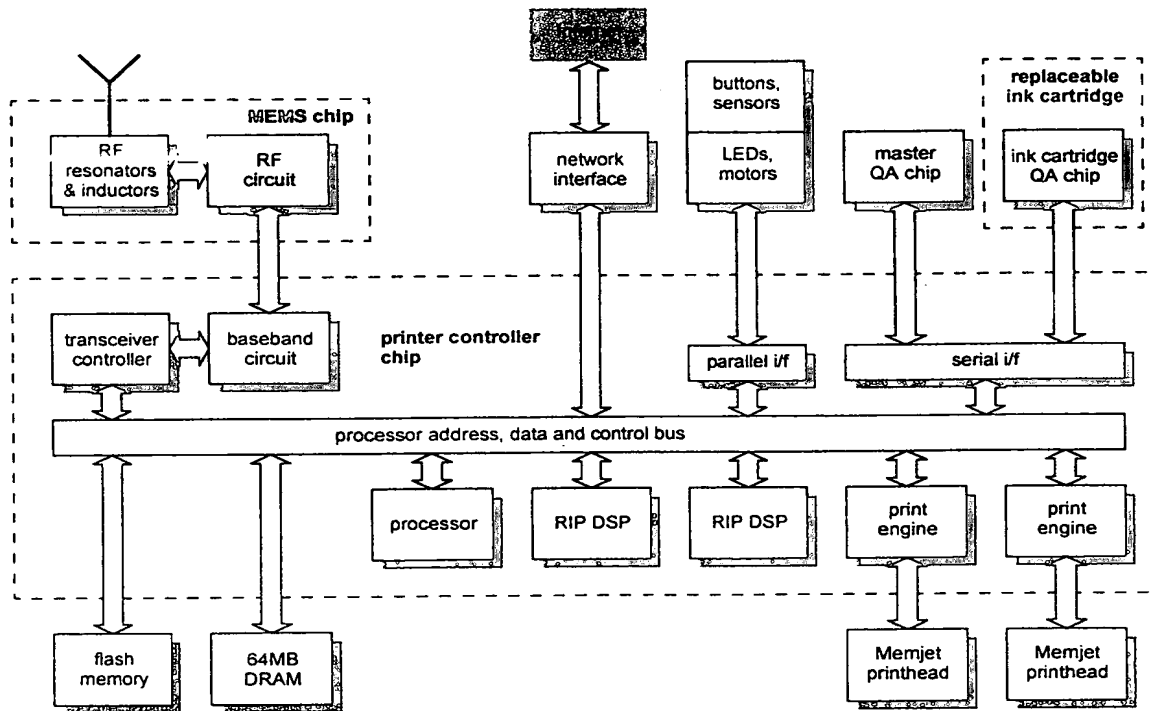 MEMS chip
RF
resonators
& inductors
RF
circuit
network
interface
buttons,
sensors
LEDs,
motors
master
QA chip
replaceable
ink cartridge
ink cartridge
QA chip
transceiver
controller
baseband
circuit
printer controller
chip
parallel i/f
serial i/f
processor address, data and control bus
processor
RIP DSP
RIP DSP
print
engine
print
engine
flash
memory
64MB
DRAM
Memjet
printhead
Memjet
printhead